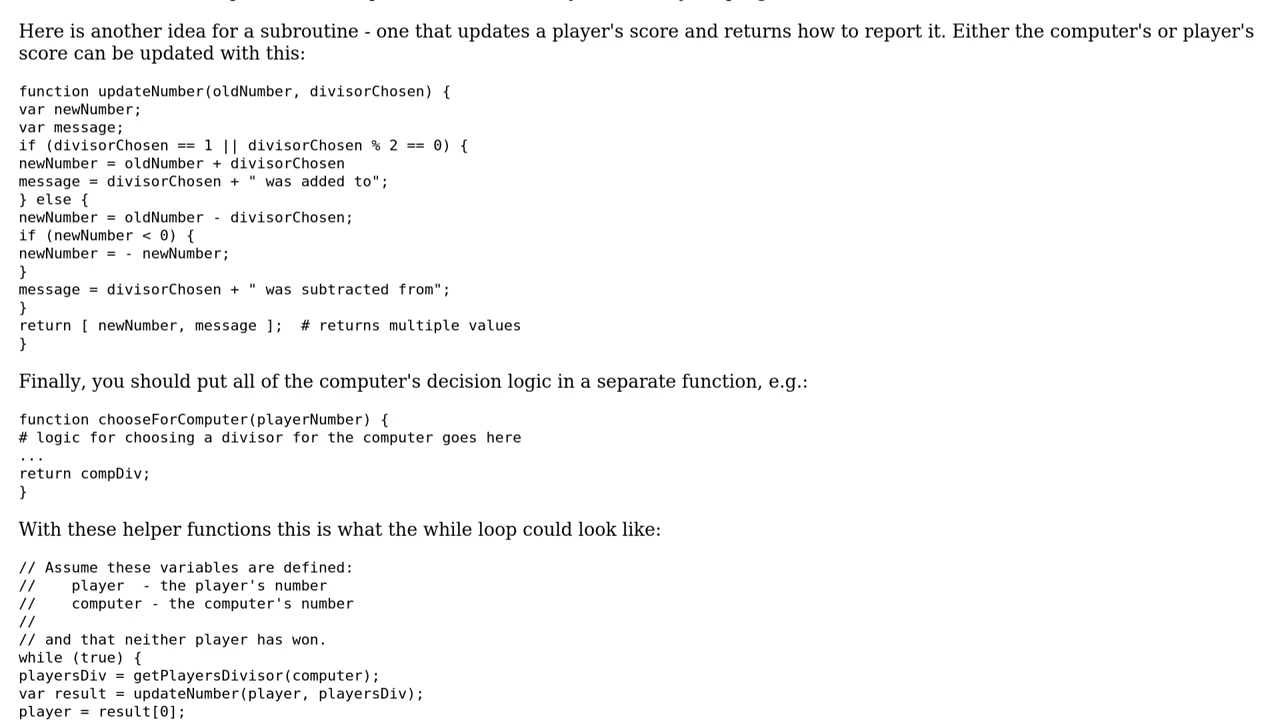 Here is another idea for a subroutine - one that updates a player's score and returns how to report it. Either the computer's or player's
score can be updated with this:
function updateNumber(oldNumber, divisorChosen) {
var newNumber;
var message;
if (divisorChosen == 1 || divisorChosen % 2 == 0) {
newNumber = oldNumber + divisorChosen
message = divisorChosen + " was added to";
} else {
newNumber = oldNumber - divisorChosen;
if (newNumber < 0) {
newNumber = - newNumber;
}
message = divisorChosen + " was subtracted from";
}
return [ newNumber, message ];  # returns multiple values
}
Finally, you should put all of the computer's decision logic in a separate function, e.g.:
function chooseForComputer(playerNumber) {
# logic for choosing a divisor for the computer goes here
...
return compDiv;
}
With these helper functions this is what the while loop could look like:
// Assume these variables are defined:
//    player  - the player's number
//    computer - the computer's number
//
// and that neither player has won.
while (true) {
playersDiv = getPlayersDivisor(computer);
var result = updateNumber(player, playersDiv);
player = result[0];